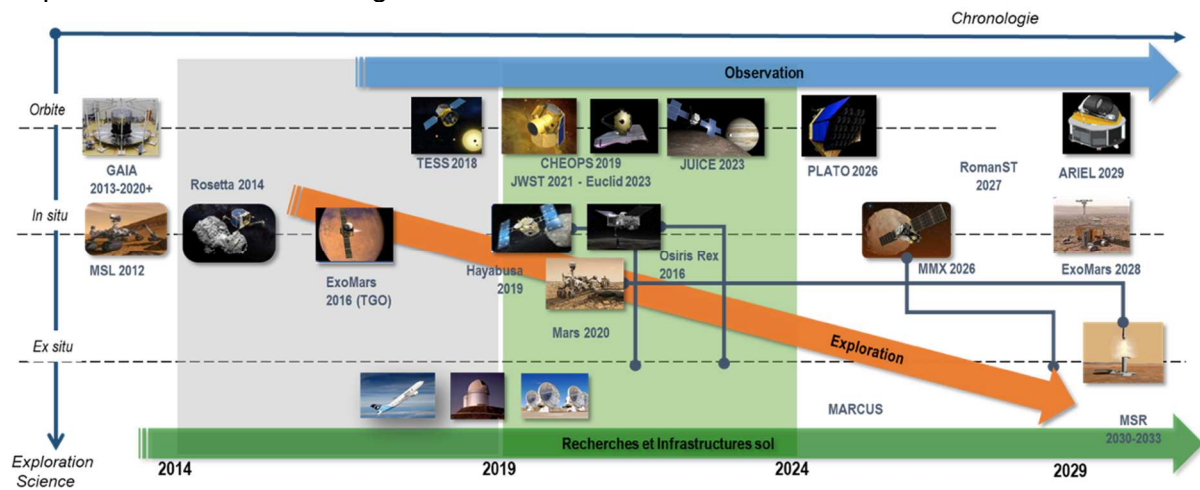 Chronologie
Observation
Orbite
GAIA
2013-2020+
TESS 2018
CHEOPS 2019
JWST 2021 - Euclid 2023
JUICE 2023
PLATO 2026
RomanST
2027
ARIEL 2029
Rosetta 2014
In situ
MSL 2012
ExoMars
2016 (TGO)
Hayabusa
2019
Osiris Rex
2016
MMX 2026
ExoMars 2028
Mars 2020
Ex situ
Exploration
MARCUS
MSR
2030-2033
Recherches et Infrastructures sol
Exploration
Science
2014
2019
2024
2029